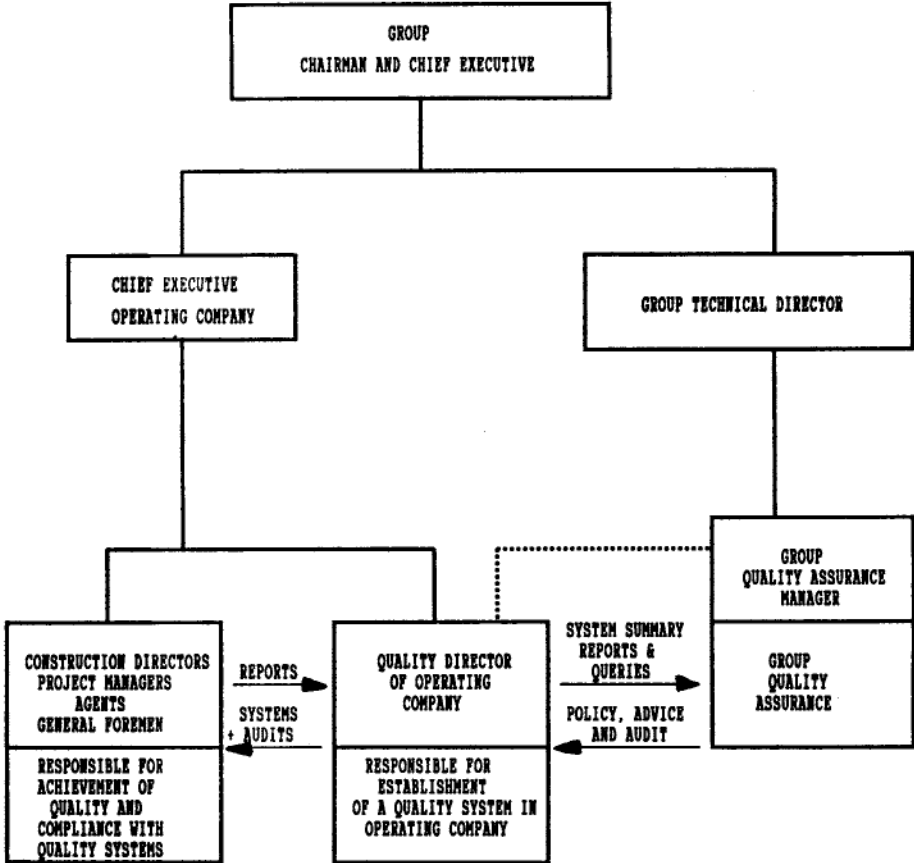 GROUP
CHAIRMAN AND CHIEF EXECUTIVE
CHIEF EXECUTIVE
OPERATING COMPANY
GROUP TECHNICAL DIRECTOR
GROUP
QUALITY ASSURANCE
MANAGER
GROUP
QUALITY
ASSURANCE
CONSTRUCTION DIRECTORS
PROJECT MANAGERS
AGENTS
GENERAL FOREMEN
REPORTS
SYSTEMS
+ AUDITS
QUALITY DIRECTOR
OF OPERATING
COMPANY
SYSTEM SUMMARY
REPORTS &
QUERIES
POLICY, ADVICE
AND AUDIT
RESPONSIBLE FOR
ACHIEVEMENT OF
QUALITY AND
COMPLIANCE WITH
QUALITY SYSTEMS
RESPONSIBLE FOR
ESTABLISHMENT
OF A QUALITY SYSTEM IN
OPERATING COMPANY